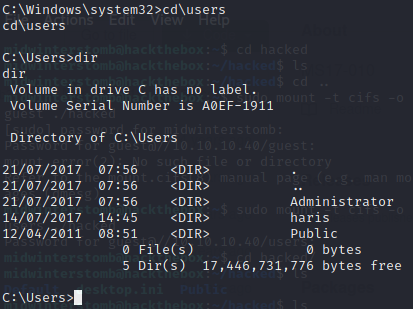 C:\Windows\system32>cd\users
cd\users
C:\Users>dir
dir
Volume in drive C has no label.
Volume Serial Number is A0EF-1911
Directory of C:\Users
21/07/2017 07:56 <DIR> .
21/07/2017 07:56 <DIR> ..
21/07/2017 07:56 <DIR> Administrator
14/07/2017 14:45 <DIR> haris
12/04/2011 08:51 <DIR> Public
0 File(s) 0 bytes
5 Dir(s) 17,446,731,776 bytes free
C:\Users>